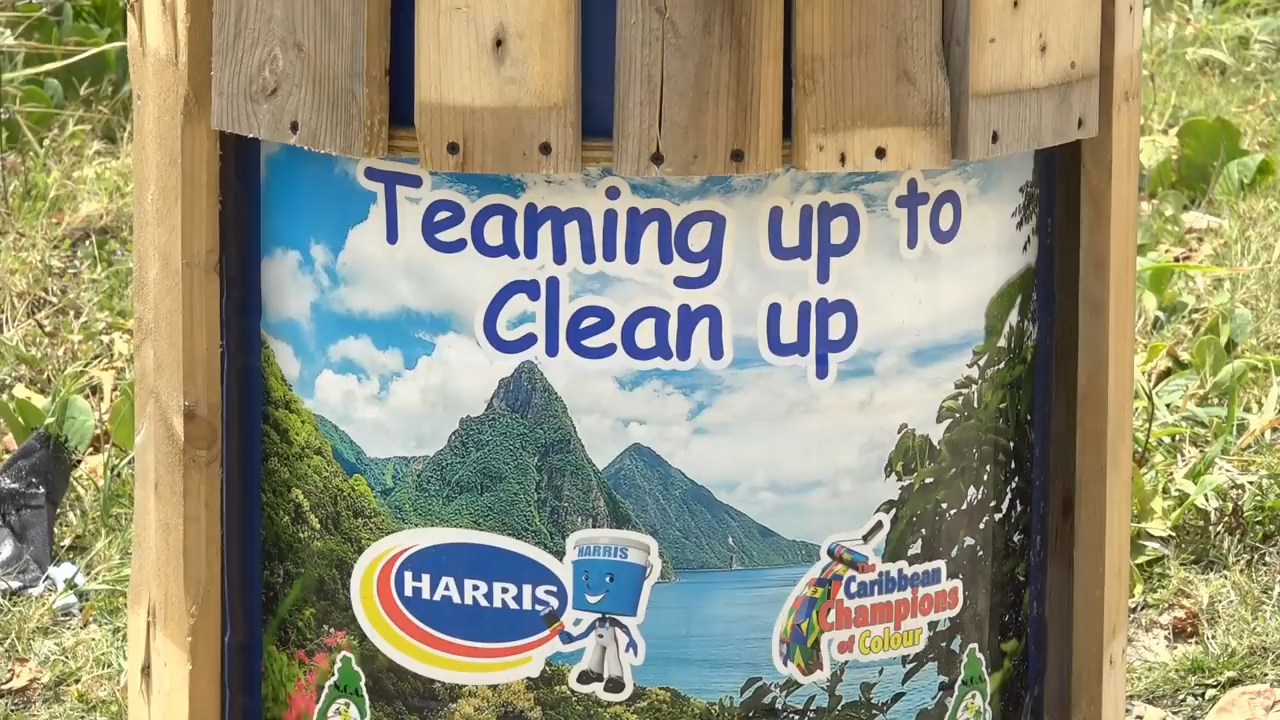 Teaming up to
Clean up
HARRIS
HARRIS
The
Caribbean
Champions
of Colour